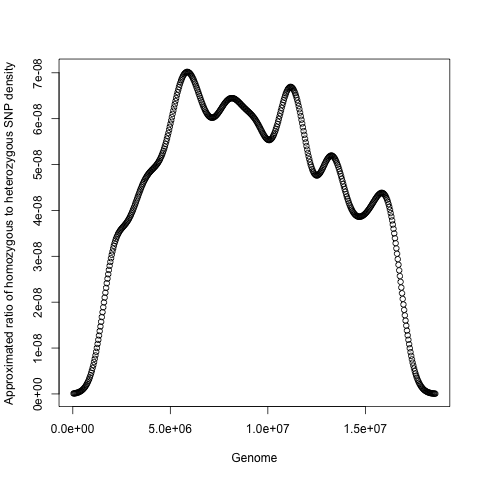 Approximated ratio of homozygous to heterozygous SNP density
7e-08
6e-08
5e-08
4e-08
3e-08
2e-08
1e-08
0e+00
0.0e+00 5.0e+06 1.0e+07 1.5e+07
Genome